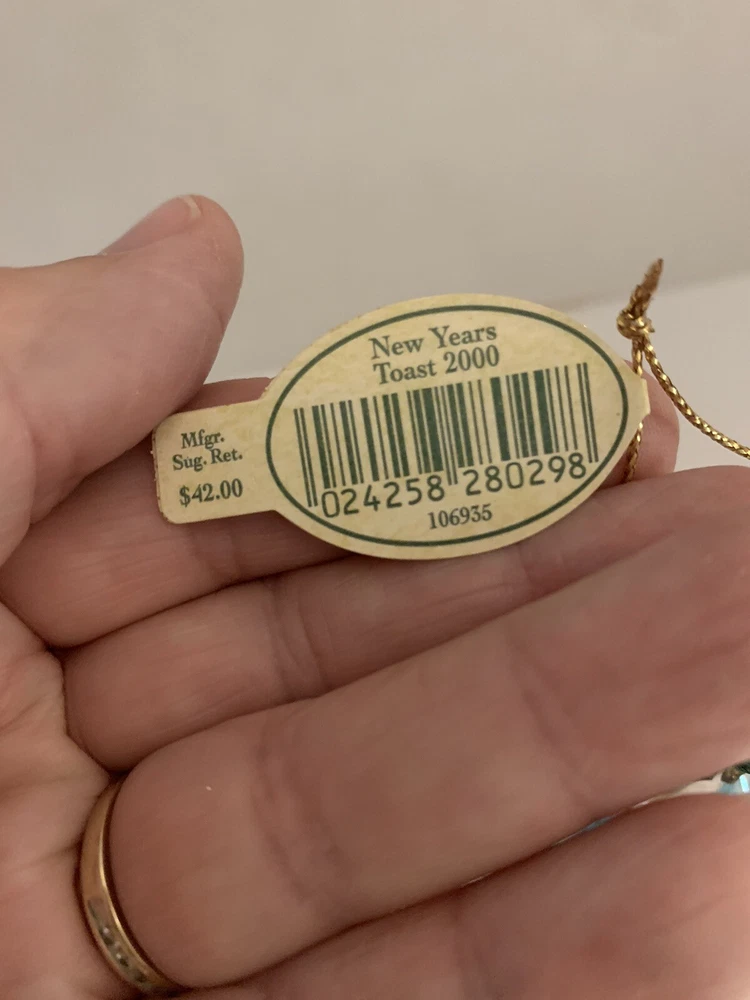 New Years
Toast 2000
Mfgr.
Sug. Ret.
$42.00
024258 280298
106935